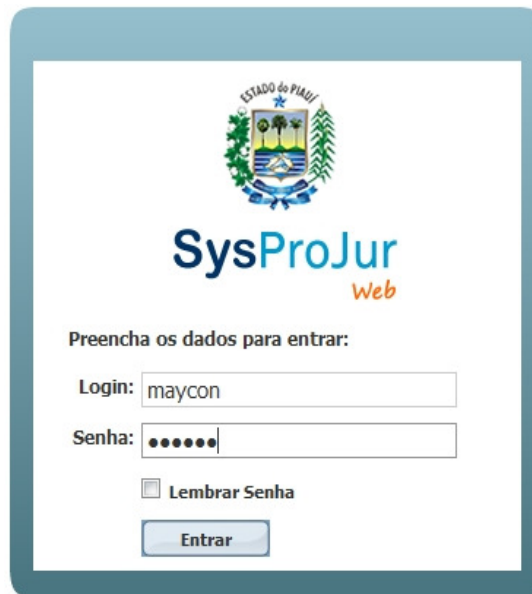 ESTADO do PIAUÍ
SysProJur
Web
Preencha os dados para entrar:
Login: maycon
Senha: ●●●●●●
Lembrar Senha
Entrar